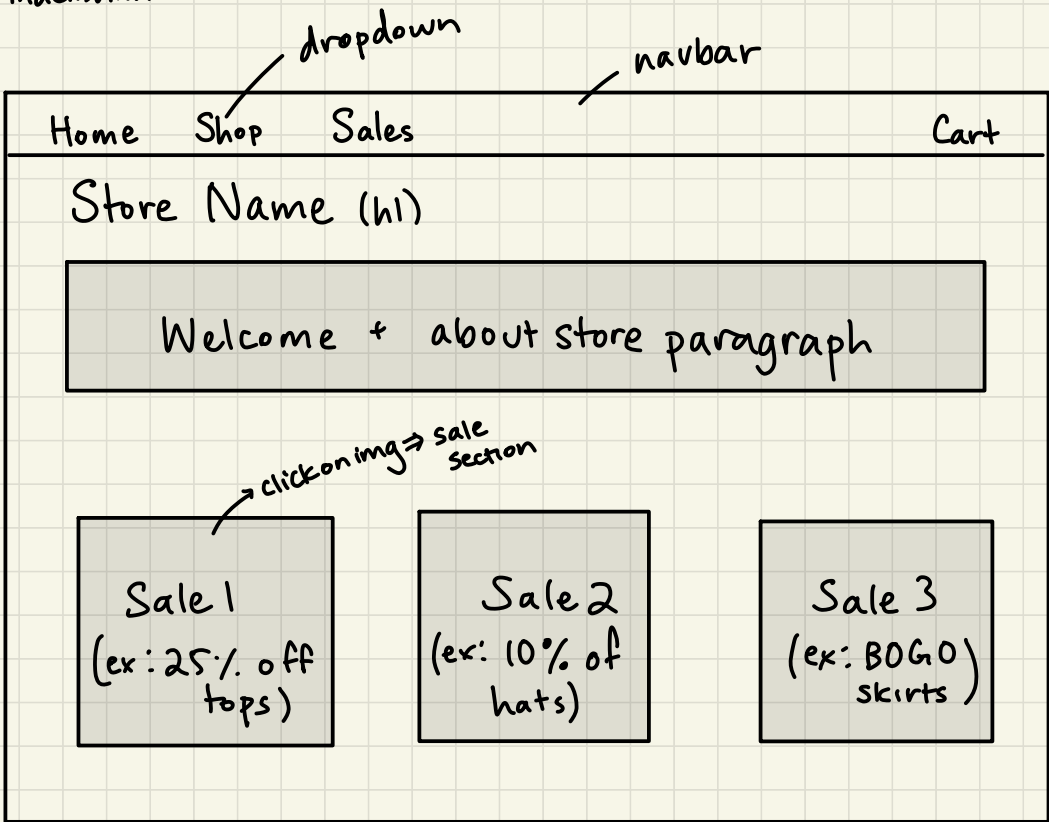 dropdown
navbar
Home Shop Sales Cart
Store Name (h1)
Welcome + about store paragraph
click on img ⇒ sale
section
Sale 1
(ex: 25% off
tops)
Sale 2
(ex: 10% of
hats)
Sale 3
(ex: BOGO)
skirts